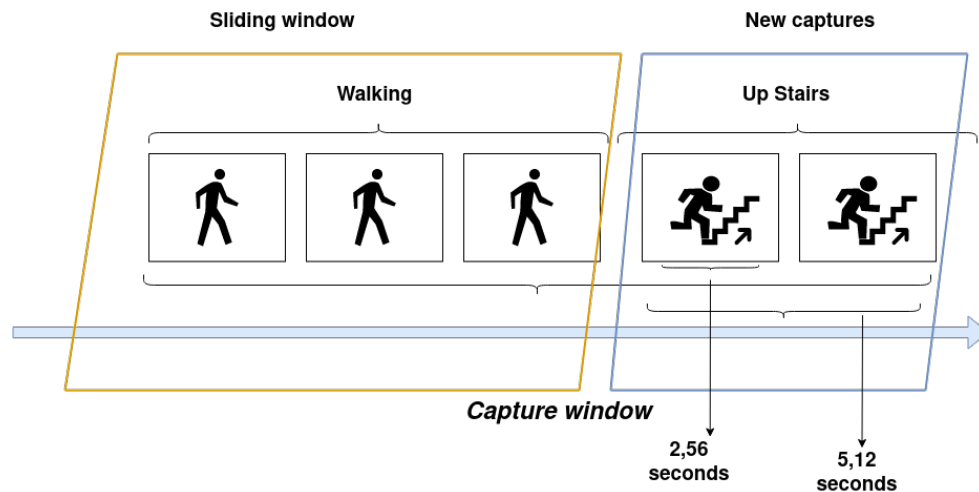 Sliding window
New captures
Walking
Up Stairs
Capture window
2,56
seconds
5,12
seconds